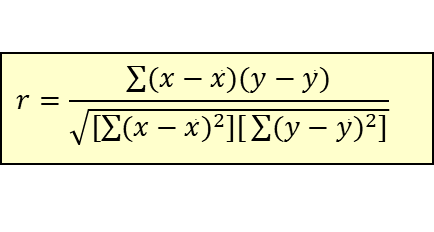 r = ∑(x − ẋ)(y − ẏ) / √[∑(x − ẋ)²][∑(y − ẏ)²]